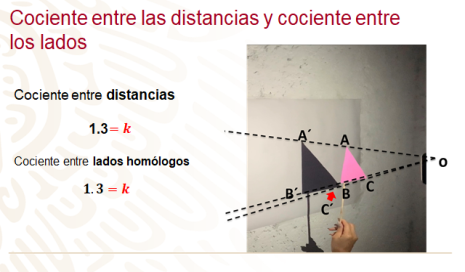 Cociente entre las distancias y cociente entre
los lados
Cociente entre distancias
1.3= k
Cociente entre lados homólogos
1.3 = k
A´
A
O
B´
B
C
C´